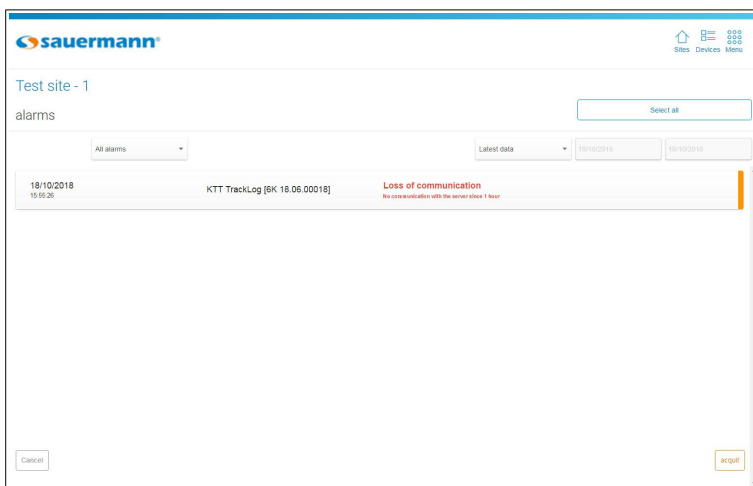 sauermann®
Sites Devices Menu
Test site - 1
alarms
Select all
All alarms
Latest data
18/10/2018
18/10/2018
18/10/2018
15:55:26
KTT TrackLog [6K 18.06.00018]
Loss of communication
No communication with the server since 1 hour
Cancel
acquit